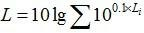 L = 10 lg ∑ 10^{0.1×L_i}